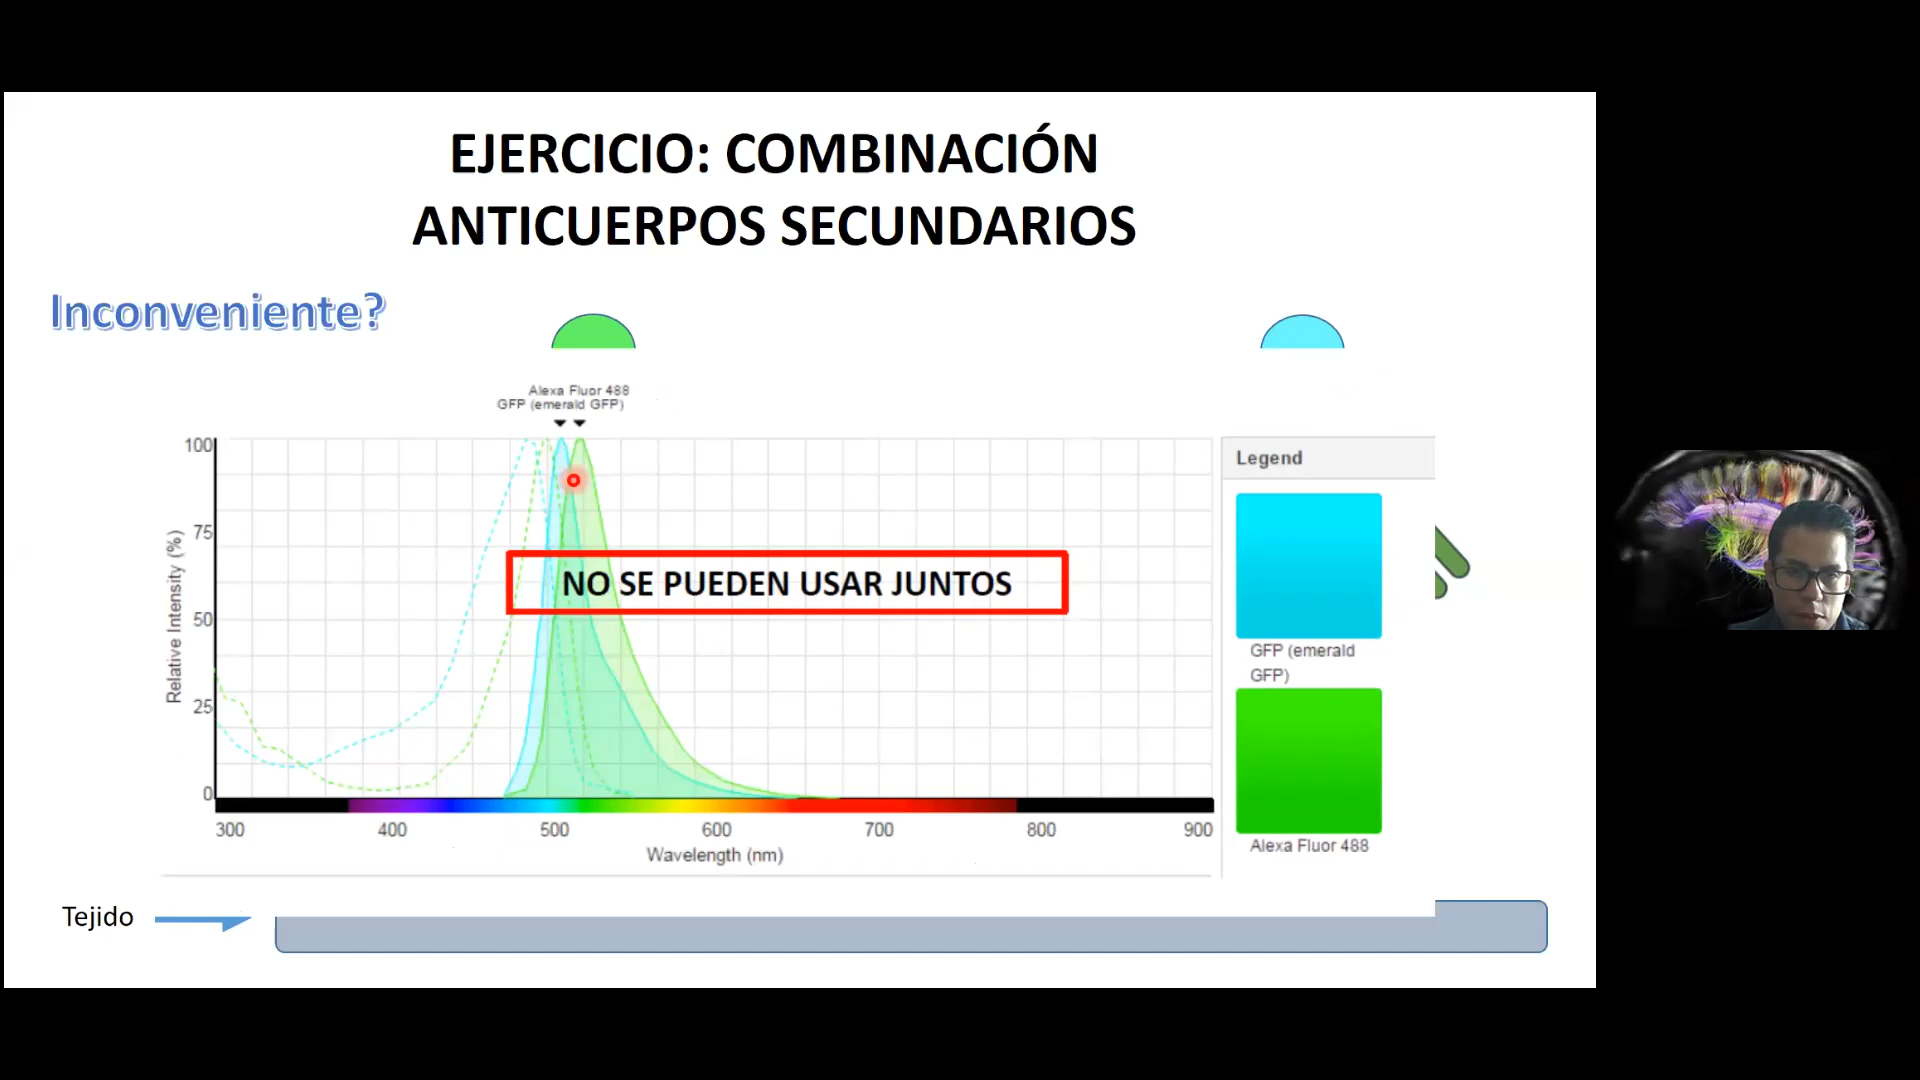 EJERCICIO: COMBINACIÓN
ANTICUERPOS SECUNDARIOS
Inconveniente?
Alexa Fluor 488
GFP (emerald GFP)
100
75
50
25
0
Relative Intensity (%)
NO SE PUEDEN USAR JUNTOS
300 400 500 600 700 800 900
Wavelength (nm)
Legend
GFP (emerald
GFP)
Alexa Fluor 488
Tejido